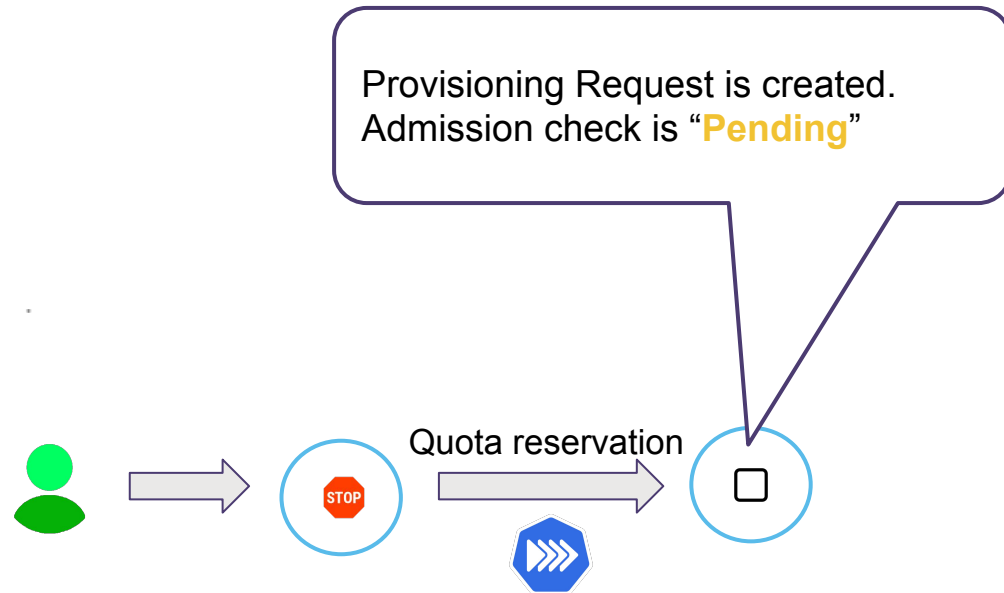 Provisioning Request is created.
Admission check is “Pending”
Quota reservation
STOP